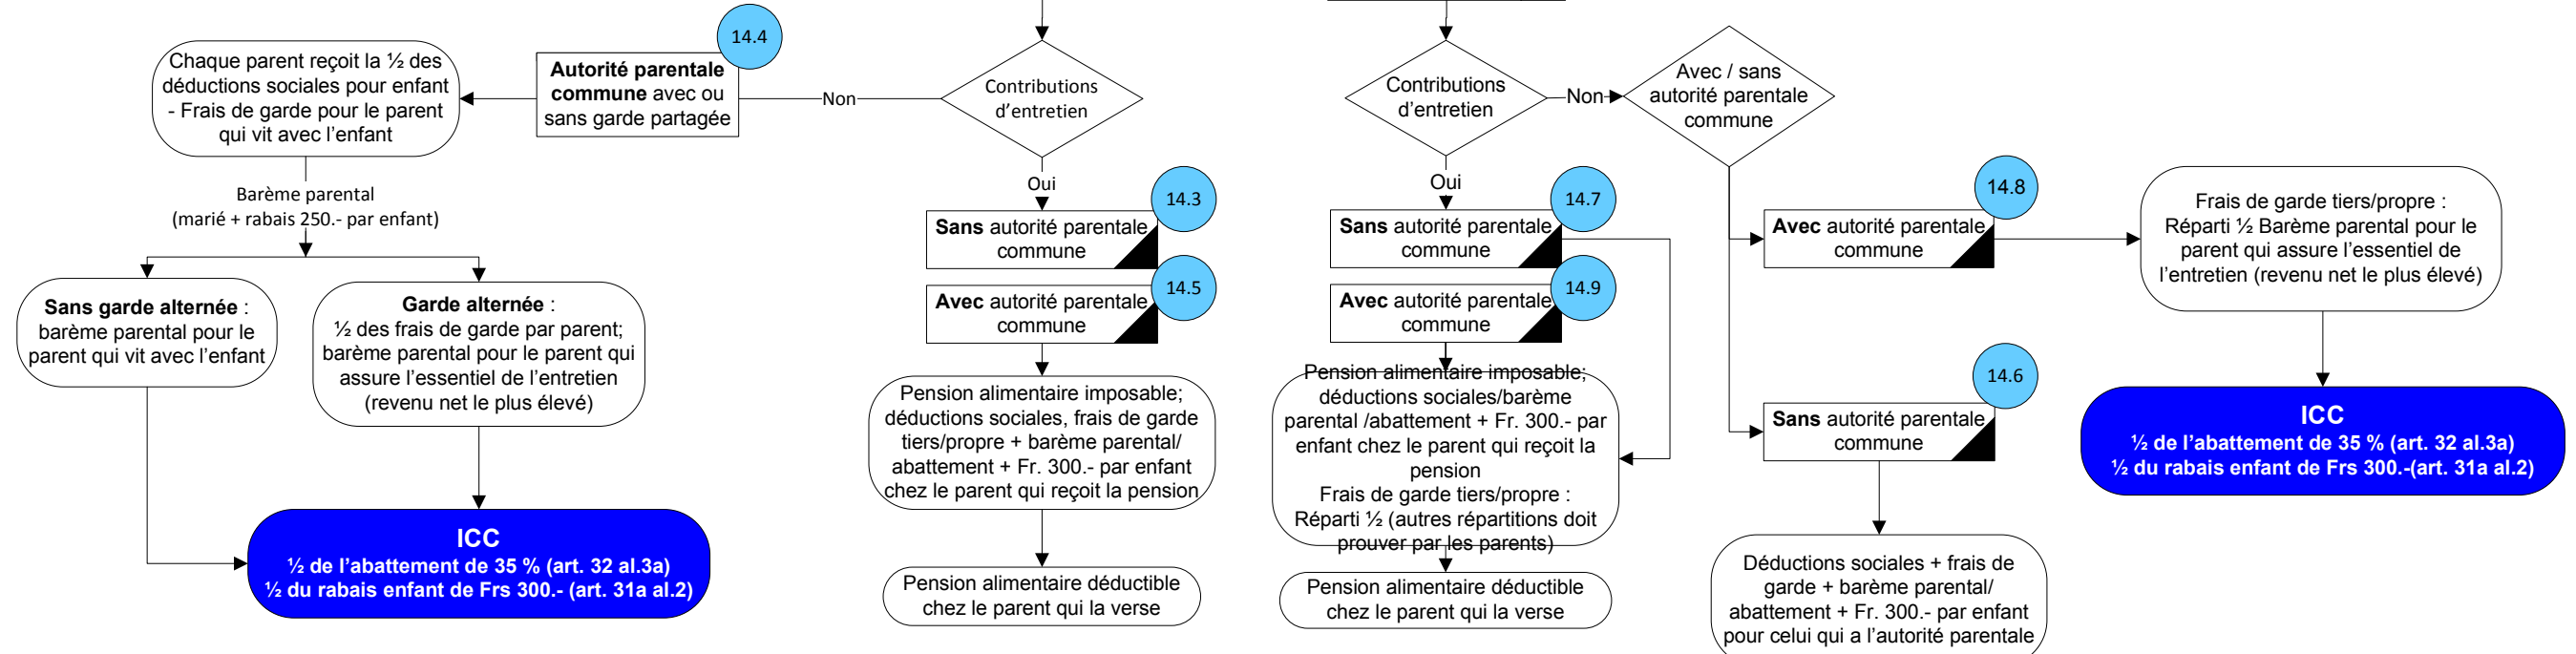 14.4
Chaque parent reçoit la ½ des
déductions sociales pour enfant
- Frais de garde pour le parent
qui vit avec l'enfant
Autorité parentale
commune avec ou
sans garde partagée
Non
Contributions
d'entretien
Barème parental
(marié + rabais 250.- par enfant)
Sans garde alternée :
barème parental pour le
parent qui vit avec l'enfant
Garde alternée :
½ des frais de garde par parent;
barème parental pour le parent qui
assure l'essentiel de l'entretien
(revenu net le plus élevé)
ICC
½ de l'abattement de 35 % (art. 32 al.3a)
½ du rabais enfant de Frs 300.- (art. 31a al.2)
Oui
14.3
Sans autorité parentale
commune
14.5
Avec autorité parentale
commune
Pension alimentaire imposable;
déductions sociales, frais de garde
tiers/propre + barème parental/
abattement + Fr. 300.- par enfant
chez le parent qui reçoit la pension
Pension alimentaire déductible
chez le parent qui la verse
Contributions
d'entretien
Non
Avec / sans
autorité parentale
commune
Oui
14.7
Sans autorité parentale
commune
14.9
Avec autorité parentale
commune
Pension alimentaire imposable;
déductions sociales/barème
parental /abattement + Fr. 300.- par
enfant chez le parent qui reçoit la
pension
Frais de garde tiers/propre :
Réparti ½ (autres répartitions doit
prouver par les parents)
Pension alimentaire déductible
chez le parent qui la verse
14.8
Avec autorité parentale
commune
Frais de garde tiers/propre :
Réparti ½ Barème parental pour le
parent qui assure l'essentiel de
l'entretien (revenu net le plus élevé)
14.6
Sans autorité parentale
commune
ICC
½ de l'abattement de 35 % (art. 32 al.3a)
½ du rabais enfant de Frs 300.-(art. 31a al.2)
Déductions sociales + frais de
garde + barème parental/
abattement + Fr. 300.- par enfant
pour celui qui a l'autorité parentale